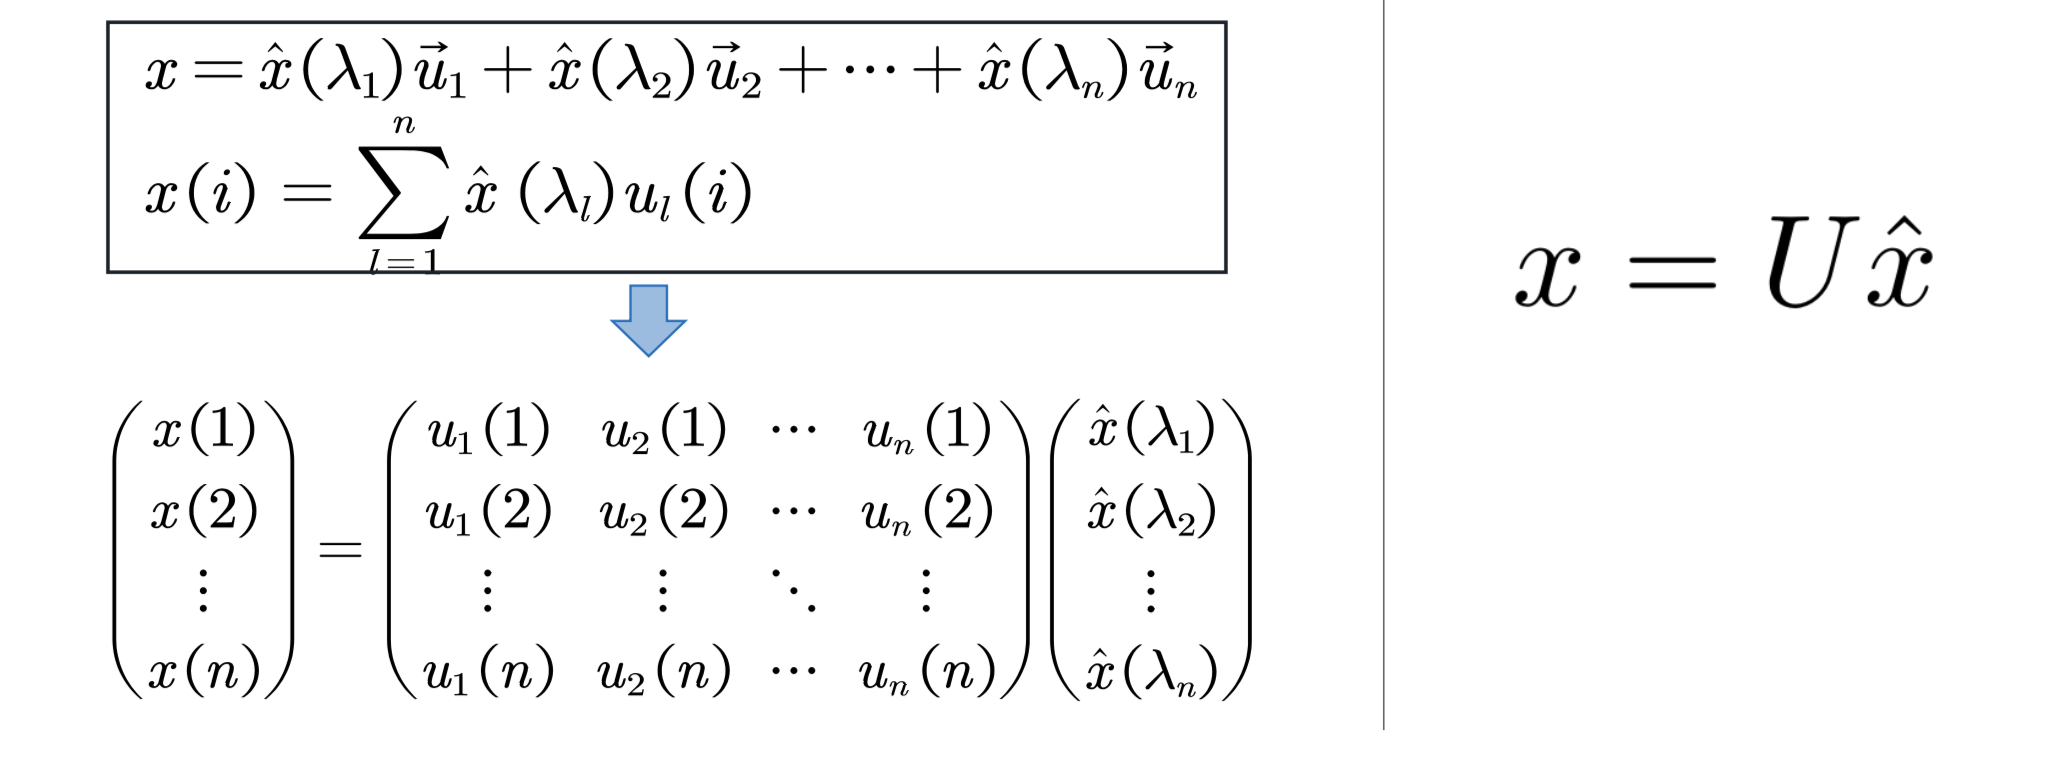 x = x̂(λ₁)u⃗₁ + x̂(λ₂)u⃗₂ + ⋯ + x̂(λₙ)u⃗ₙ
x(i) = ∑ₗ₌₁ⁿ x̂(λₗ)uₗ(i)
x(1)
x(2)
⋮
x(n)
=
u₁(1) u₂(1) ⋯ uₙ(1)
u₁(2) u₂(2) ⋯ uₙ(2)
⋮ ⋮ ⋱ ⋮
u₁(n) u₂(n) ⋯ uₙ(n)
x̂(λ₁)
x̂(λ₂)
⋮
x̂(λₙ)
x = Ux̂